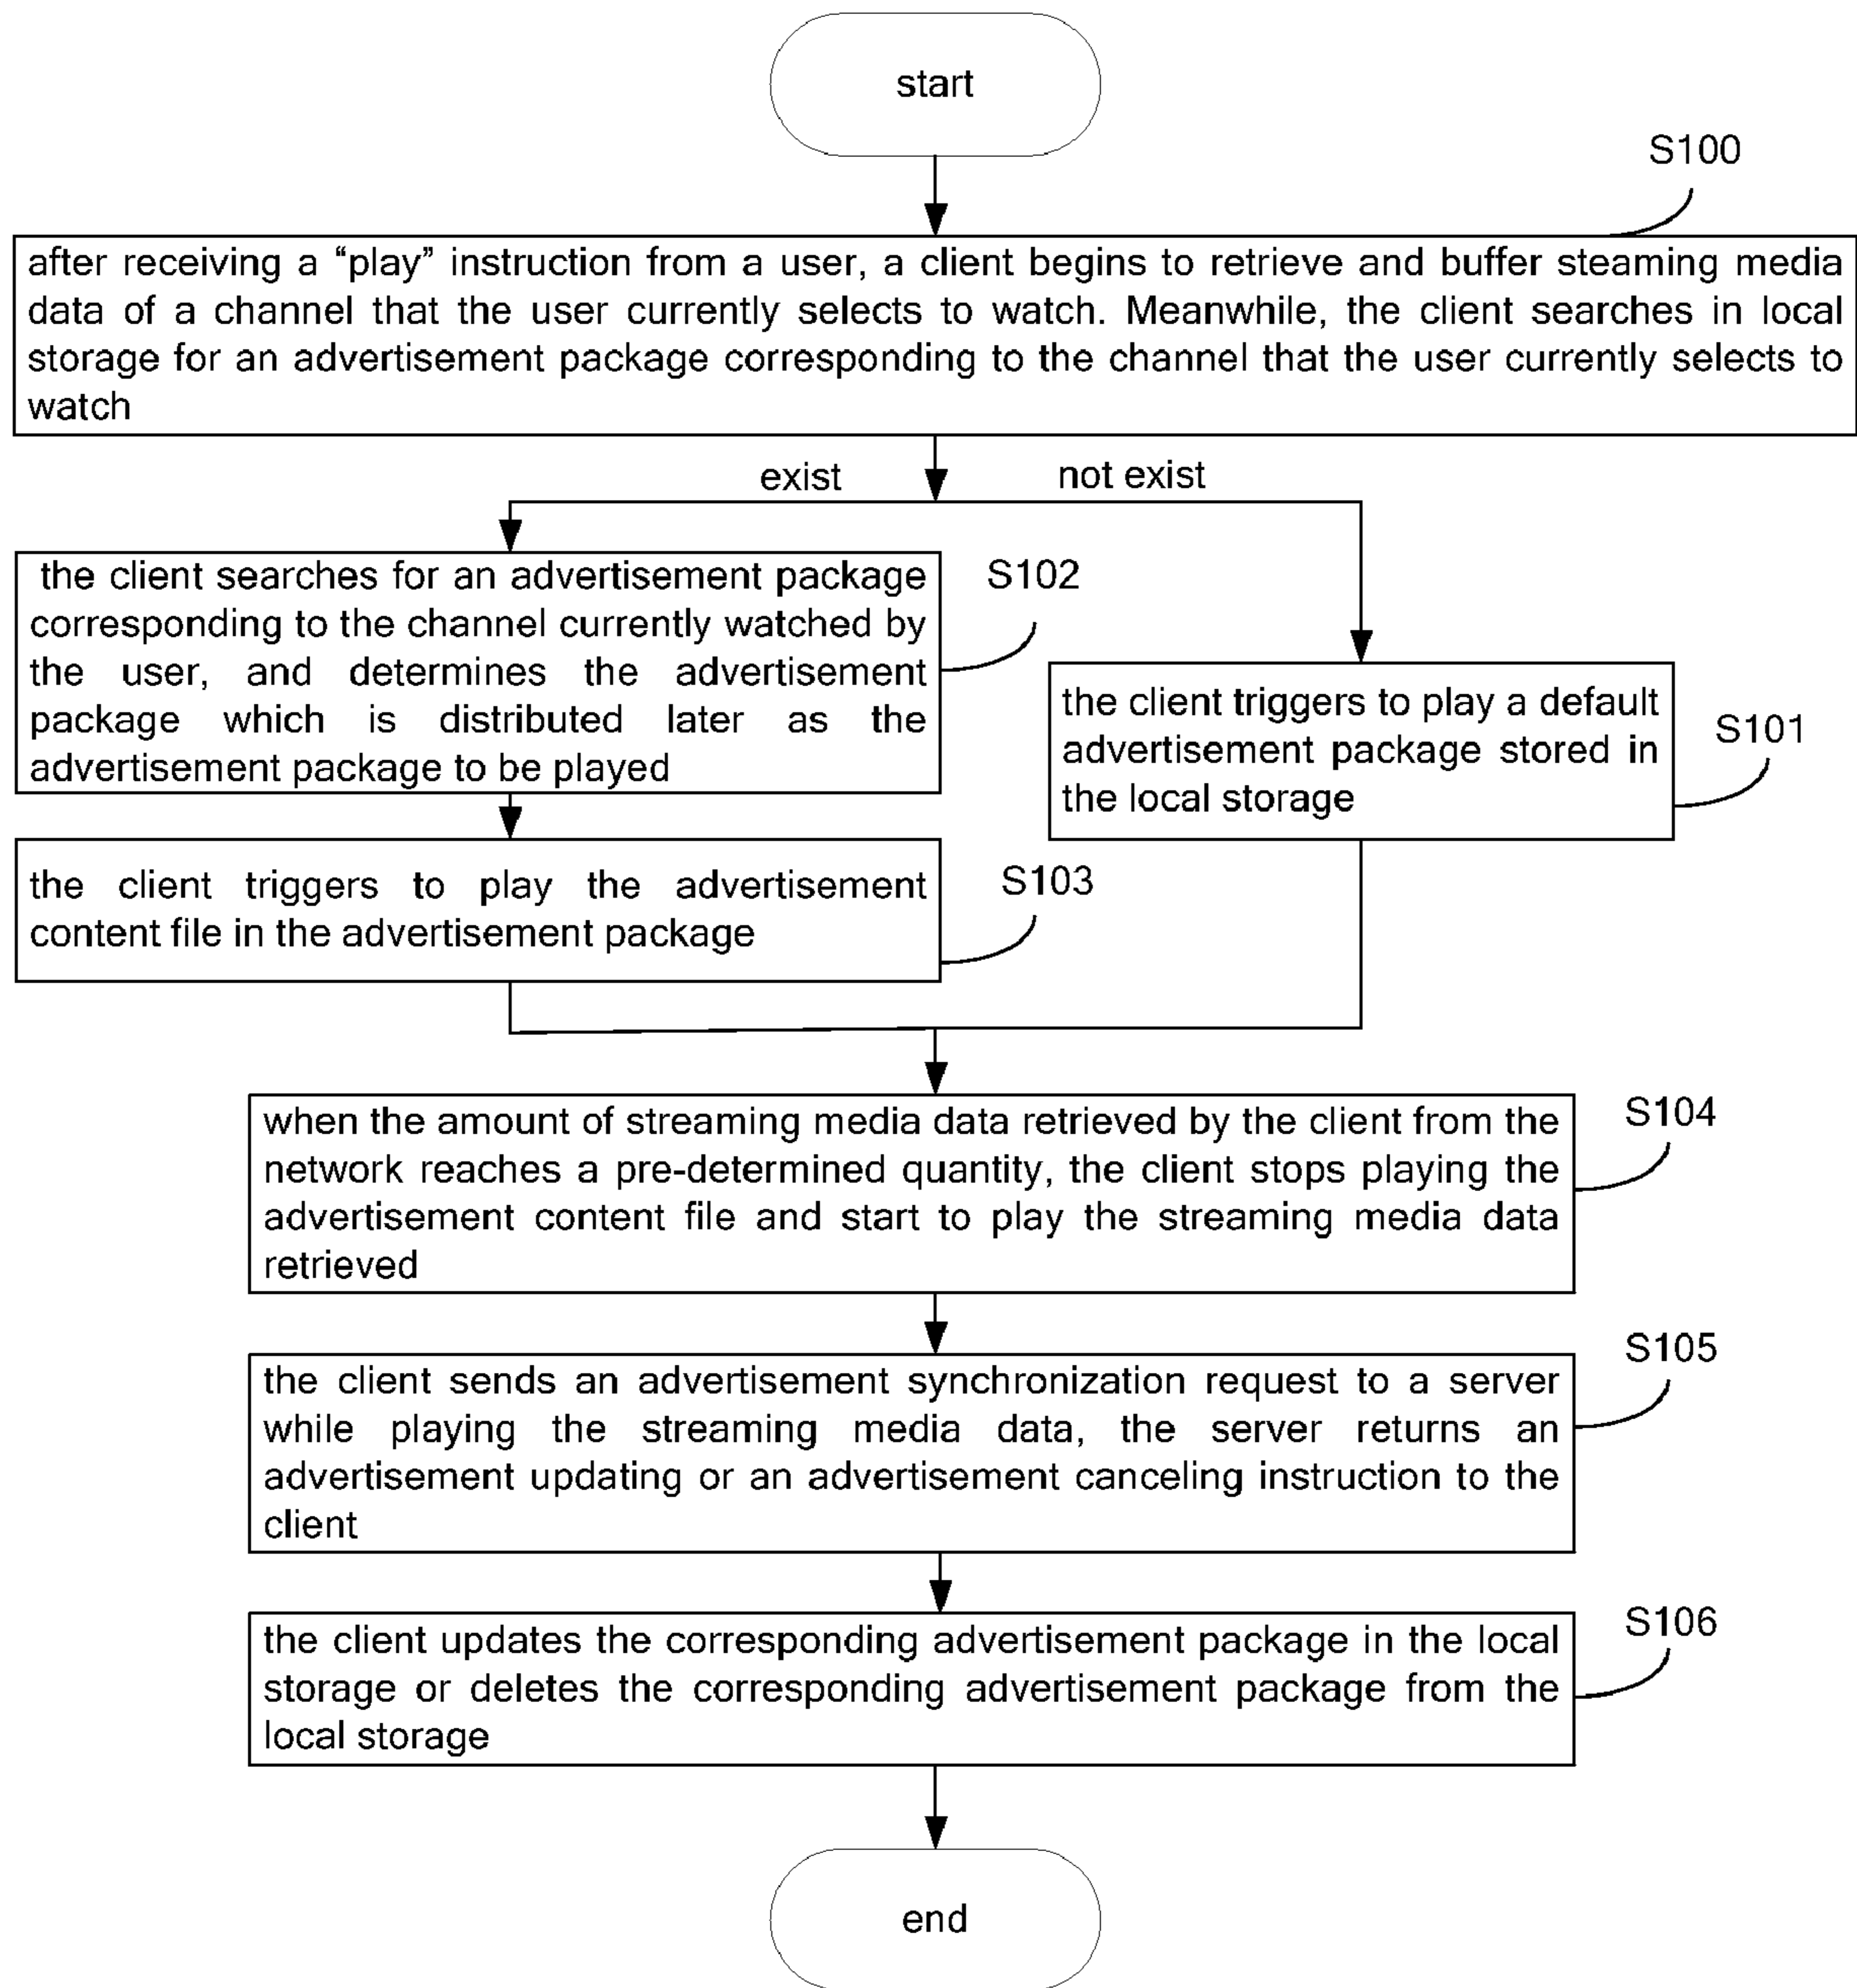 start
S100
after receiving a “play” instruction from a user, a client begins to retrieve and buffer steaming media
data of a channel that the user currently selects to watch. Meanwhile, the client searches in local
storage for an advertisement package corresponding to the channel that the user currently selects to
watch
exist
not exist
the client searches for an advertisement package
corresponding to the channel currently watched by
the user, and determines the advertisement
package which is distributed later as the
advertisement package to be played
S102
the client triggers to play a default
advertisement package stored in
the local storage
S101
the client triggers to play the advertisement
content file in the advertisement package
S103
when the amount of streaming media data retrieved by the client from the
network reaches a pre-determined quantity, the client stops playing the
advertisement content file and start to play the streaming media data
retrieved
S104
the client sends an advertisement synchronization request to a server
while playing the streaming media data, the server returns an
advertisement updating or an advertisement canceling instruction to the
client
S105
the client updates the corresponding advertisement package in the local
storage or deletes the corresponding advertisement package from the
local storage
S106
end